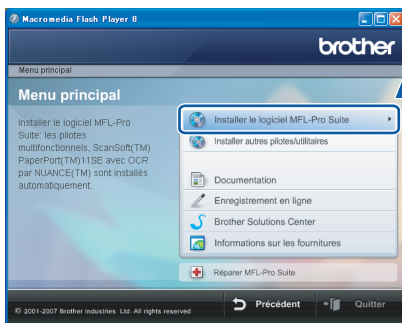 Macromedia Flash Player 8
brother
Menu principal
Menu principal
Installer le logiciel MFL-Pro
Suite: les pilotes
multifonctionnels, ScanSoft(TM)
PaperPort(TM)11SE avec OCR
par NUANCE(TM) sont installés
automatiquement.
Installer le logiciel MFL-Pro Suite
Installer autres pilotes/utilitaires
Documentation
Enregistrement en ligne
Brother Solutions Center
Informations sur les fournitures
Réparer MFL-Pro Suite
© 2001-2007 Brother Industries Ltd. All rights reserved
Précédent
Quitter